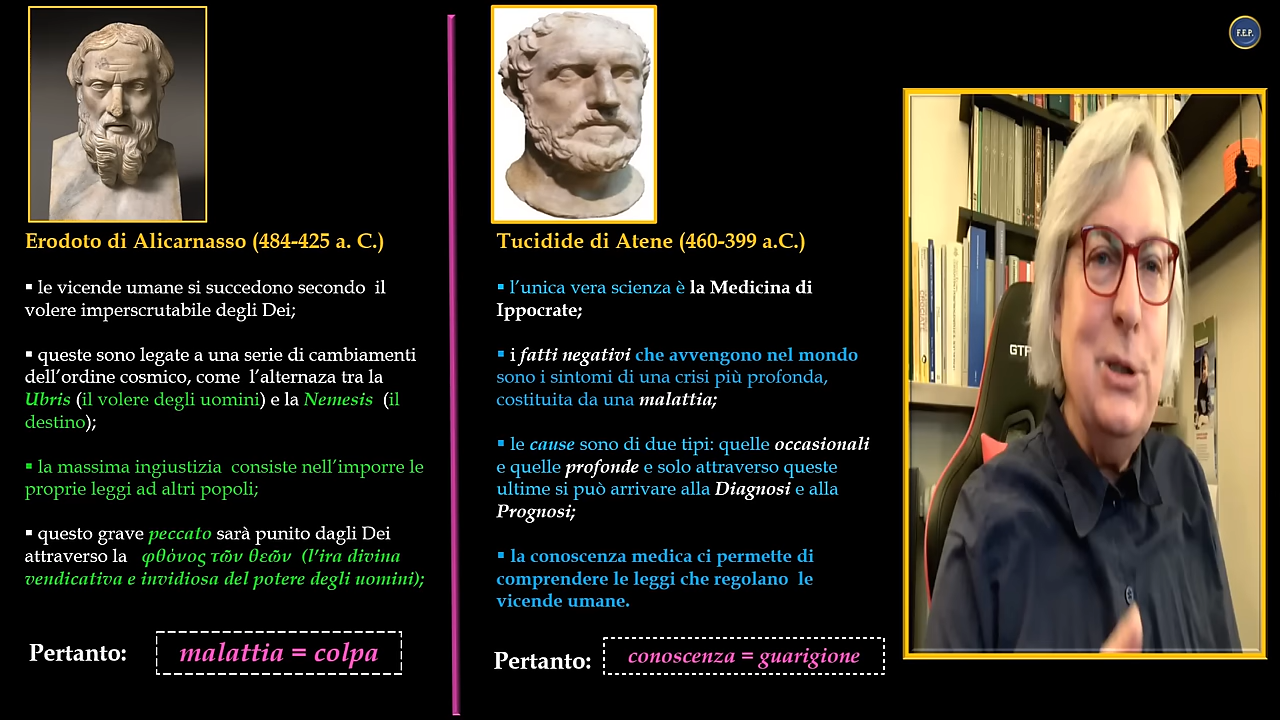 F.E.P.
Erodoto di Alicarnasso (484-425 a. C.)
▪ le vicende umane si succedono secondo il
volere imperscrutabile degli Dei;
▪ queste sono legate a una serie di cambiamenti
dell’ordine cosmico, come l’alternaza tra la
Ubris (il volere degli uomini) e la Nemesis (il
destino);
▪ la massima ingiustizia consiste nell’imporre le
proprie leggi ad altri popoli;
▪ questo grave peccato sarà punito dagli Dei
attraverso la φθόνος τῶν θεῶν (l’ira divina
vendicativa e invidiosa del potere degli uomini);
Pertanto: malattia = colpa
Tucidide di Atene (460-399 a.C.)
▪ l’unica vera scienza è la Medicina di
Ippocrate;
▪ i fatti negativi che avvengono nel mondo
sono i sintomi di una crisi più profonda,
costituita da una malattia;
▪ le cause sono di due tipi: quelle occasionali
e quelle profonde e solo attraverso queste
ultime si può arrivare alla Diagnosi e alla
Prognosi;
▪ la conoscenza medica ci permette di
comprendere le leggi che regolano le
vicende umane.
Pertanto: conoscenza = guarigione
GTP